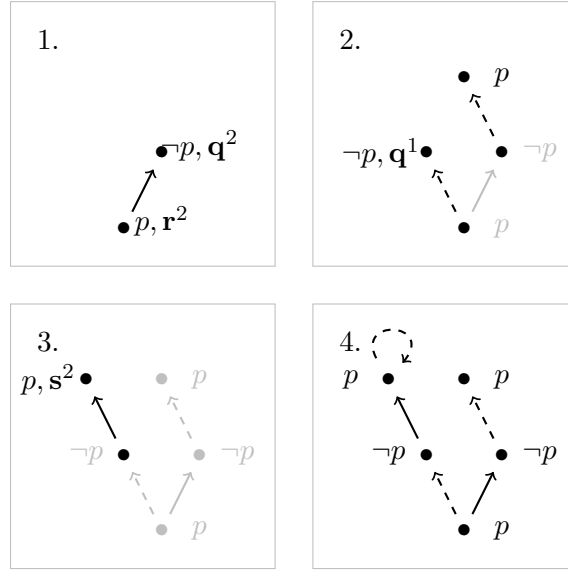 1.
¬p, q²
p, r²
2.
p
¬p, q¹
¬p
p
3.
p, s²
p
¬p
¬p
p
4.
p
p
¬p
¬p
p